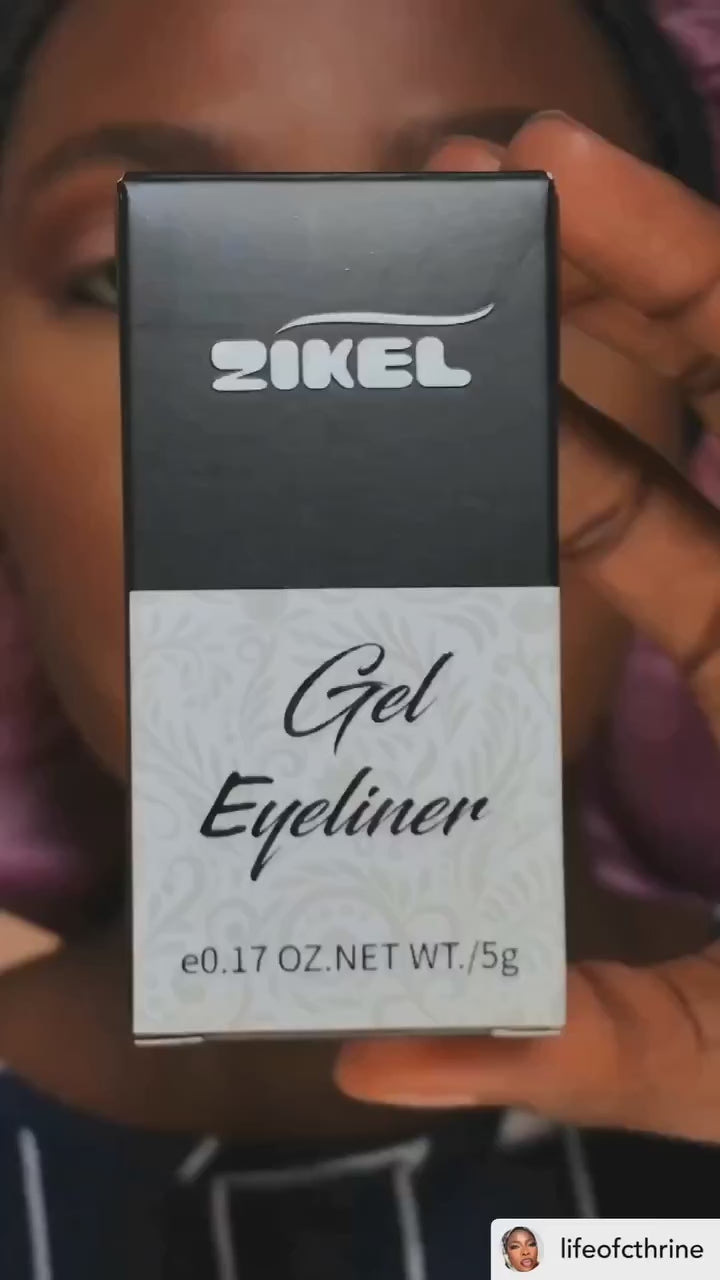 ZIKEL
Gel
Eyeliner
e0.17 OZ.NET WT./5g
lifeofcthrine